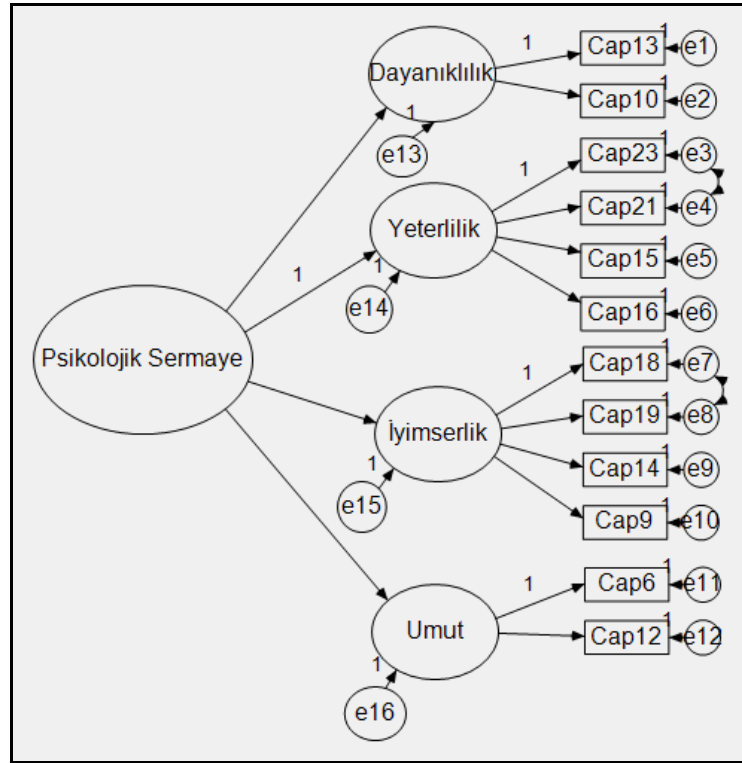 1
1
Cap13
e1
Dayanıklılık
1
Cap10
e2
1
e13
1
Cap23
e3
1
1
Cap21
e4
Yeterlilik
1
1
1
Cap15
e5
e14
1
Cap16
e6
Psikolojik Sermaye
1
Cap18
e7
1
1
Cap19
e8
İyimserlik
1
1
Cap14
e9
e15
1
Cap9
e10
1
Cap6
e11
1
Umut
1
Cap12
e12
1
e16